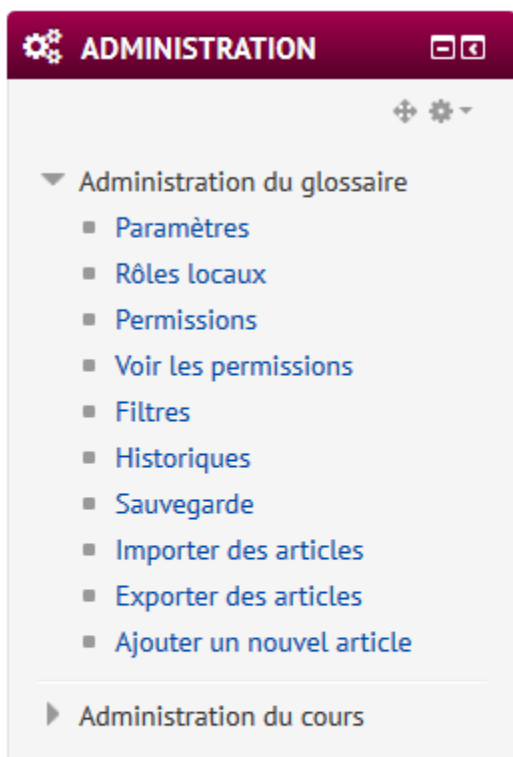 ADMINISTRATION
Administration du glossaire
Paramètres
Rôles locaux
Permissions
Voir les permissions
Filtres
Historiques
Sauvegarde
Importer des articles
Exporter des articles
Ajouter un nouvel article
Administration du cours